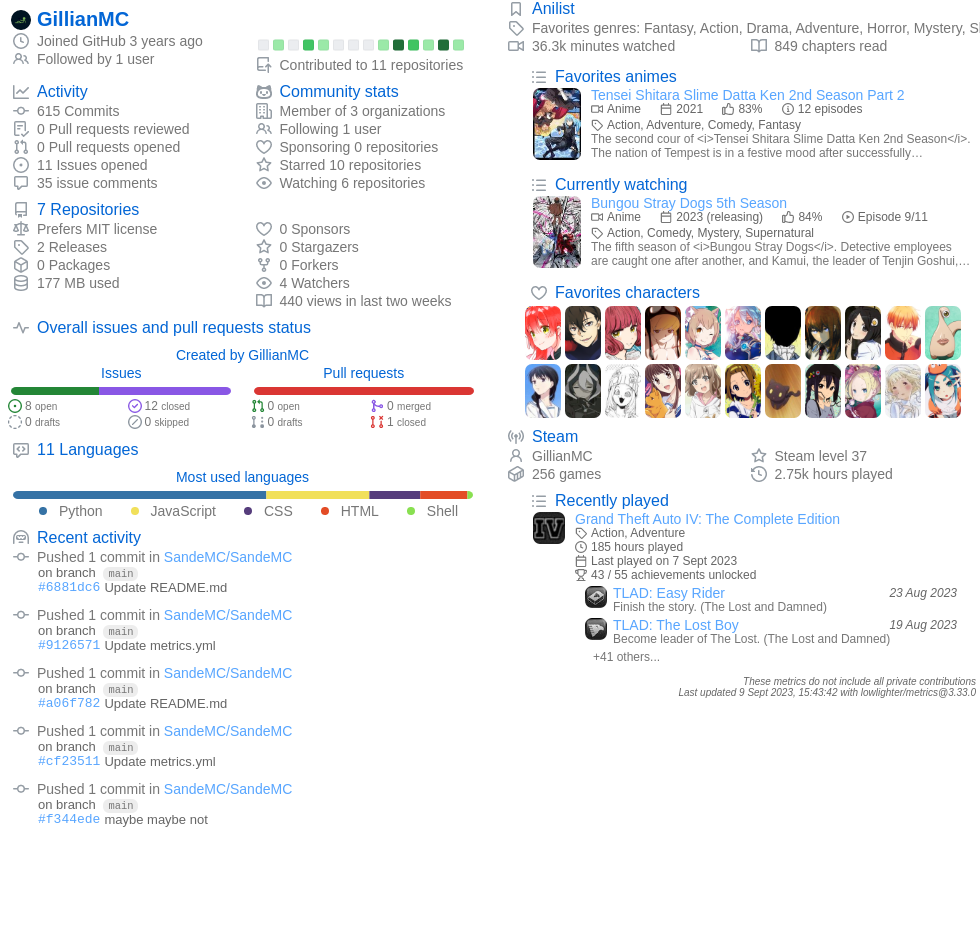 GillianMC
Joined GitHub 3 years ago
Followed by 1 user
Contributed to 11 repositories
Activity
615 Commits
0 Pull requests reviewed
0 Pull requests opened
11 Issues opened
35 issue comments
Community stats
Member of 3 organizations
Following 1 user
Sponsoring 0 repositories
Starred 10 repositories
Watching 6 repositories
7 Repositories
Prefers MIT license
2 Releases
0 Packages
177 MB used
0 Sponsors
0 Stargazers
0 Forkers
4 Watchers
440 views in last two weeks
Overall issues and pull requests status
Created by GillianMC
Issues
8 open
12 closed
0 drafts
0 skipped
Pull requests
0 open
0 merged
0 drafts
1 closed
11 Languages
Most used languages
Python JavaScript CSS HTML Shell
Recent activity
Pushed 1 commit in SandeMC/SandeMC
on branch main
#6881dc6 Update README.md
Pushed 1 commit in SandeMC/SandeMC
on branch main
#9126571 Update metrics.yml
Pushed 1 commit in SandeMC/SandeMC
on branch main
#a06f782 Update README.md
Pushed 1 commit in SandeMC/SandeMC
on branch main
#cf23511 Update metrics.yml
Pushed 1 commit in SandeMC/SandeMC
on branch main
#f344ede maybe maybe not
Anilist
Favorites genres: Fantasy, Action, Drama, Adventure, Horror, Mystery,
36.3k minutes watched
849 chapters read
Favorites animes
Tensei Shitara Slime Datta Ken 2nd Season Part 2
Anime 2021 83% 12 episodes
Action, Adventure, Comedy, Fantasy
The second cour of <i>Tensei Shitara Slime Datta Ken 2nd Season</i>.
The nation of Tempest is in a festive mood after successfully…
Currently watching
Bungou Stray Dogs 5th Season
Anime 2023 (releasing) 84% Episode 9/11
Action, Comedy, Mystery, Supernatural
The fifth season of <i>Bungou Stray Dogs</i>. Detective employees
are caught one after another, and Kamui, the leader of Tenjin Goshui,…
Favorites characters
Steam
GillianMC
Steam level 37
256 games
2.75k hours played
Recently played
Grand Theft Auto IV: The Complete Edition
IV
Action, Adventure
185 hours played
Last played on 7 Sept 2023
43 / 55 achievements unlocked
TLAD: Easy Rider 23 Aug 2023
Finish the story. (The Lost and Damned)
TLAD: The Lost Boy 19 Aug 2023
Become leader of The Lost. (The Lost and Damned)
+41 others...
These metrics do not include all private contributions
Last updated 9 Sept 2023, 15:43:42 with lowlighter/metrics@3.33.0